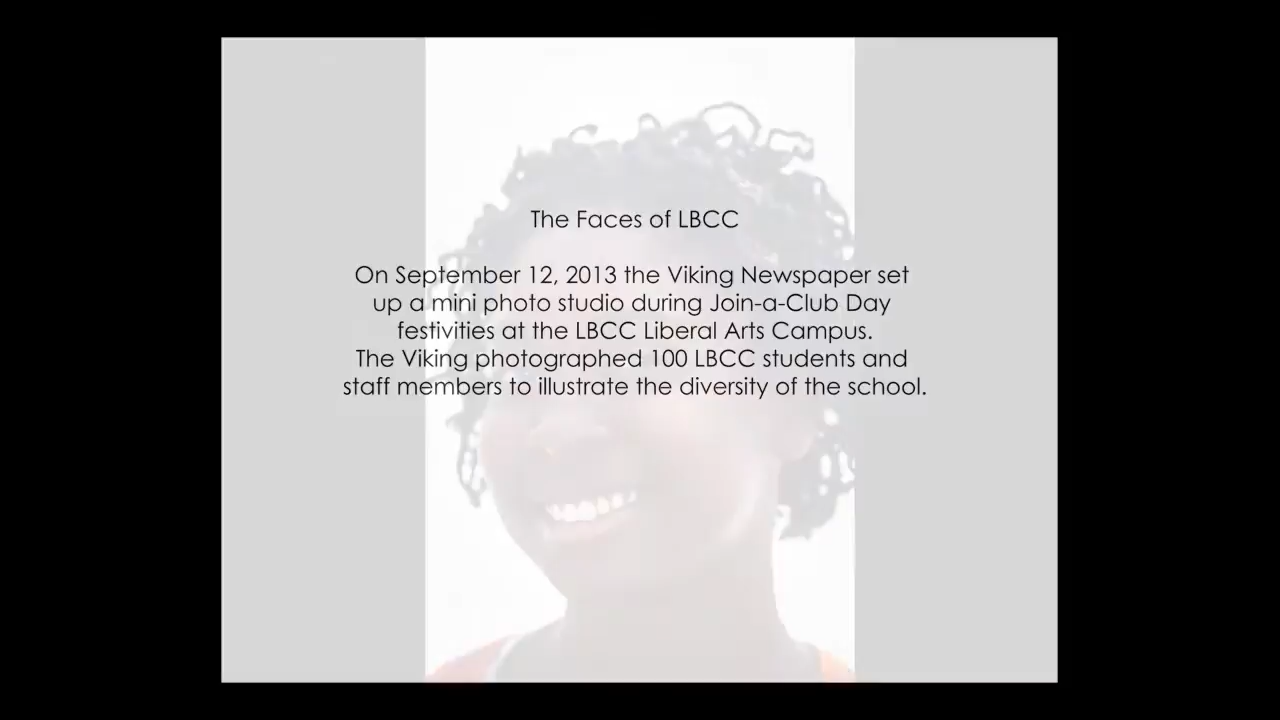 The Faces of LBCC
On September 12, 2013 the Viking Newspaper set
up a mini photo studio during Join-a-Club Day
festivities at the LBCC Liberal Arts Campus.
The Viking photographed 100 LBCC students and
staff members to illustrate the diversity of the school.